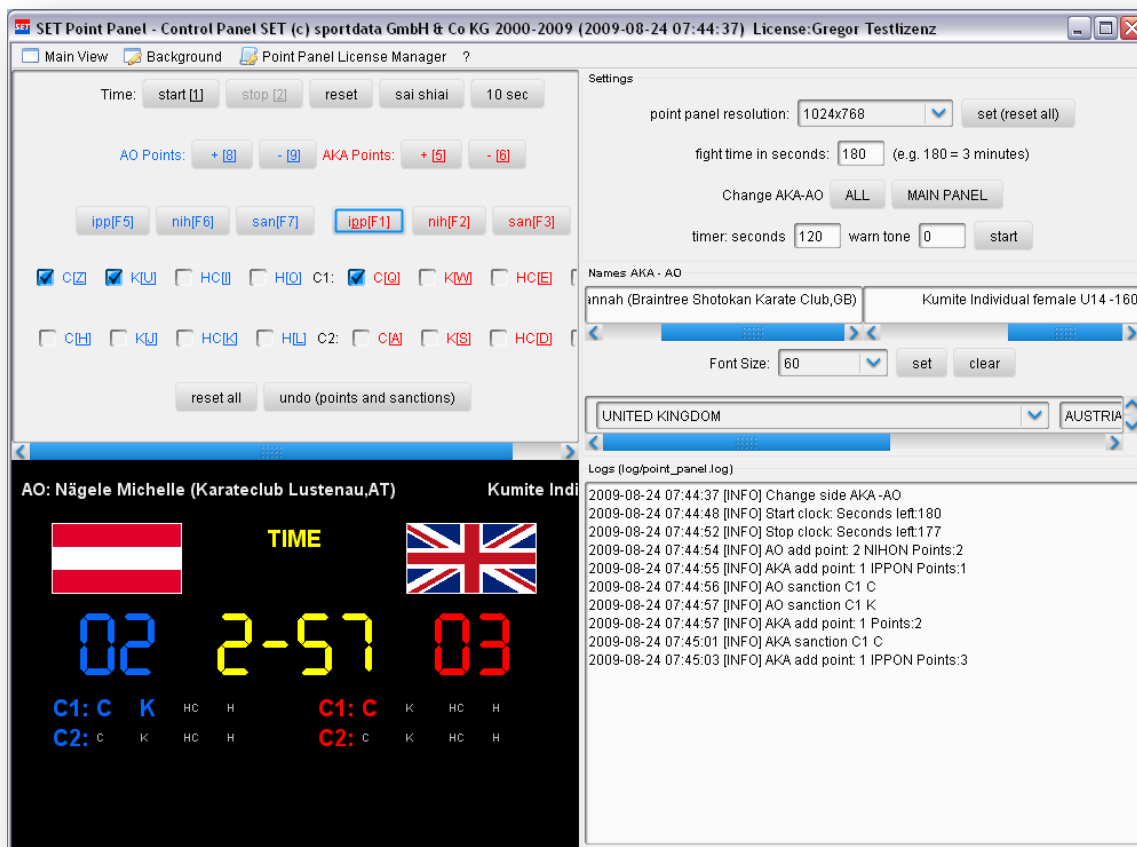 SET SET Point Panel - Control Panel SET (c) sportdata GmbH & Co KG 2000-2009 (2009-08-24 07:44:37) License:Gregor Testlizenz
Main View Background Point Panel License Manager ?
Time: start [1] stop [2] reset sai shiai 10 sec
AO Points: + [8] - [9] AKA Points: + [5] - [6]
ipp[F5] nih[F6] san[F7] ipp[F1] nih[F2] san[F3]
C[Z] K[U] HC[I] H[O] C1: C[Q] K[W] HC[E]
C[H] K[J] HC[K] H[L] C2: C[A] K[S] HC[D]
reset all undo (points and sanctions)
AO: Nägele Michelle (Karateclub Lustenau,AT) Kumite Indi
TIME
02 2-57 03
C1: C K HC H C1: C K HC H
C2: C K HC H C2: C K HC H
Settings
point panel resolution: 1024x768 set (reset all)
fight time in seconds: 180 (e.g. 180 = 3 minutes)
Change AKA-AO ALL MAIN PANEL
timer: seconds 120 warn tone 0 start
Names AKA - AO
annah (Braintree Shotokan Karate Club,GB) Kumite Individual female U14 -160
Font Size: 60 set clear
UNITED KINGDOM AUSTRIA
Logs (log/point_panel.log)
2009-08-24 07:44:37 [INFO] Change side AKA-AO
2009-08-24 07:44:48 [INFO] Start clock: Seconds left:180
2009-08-24 07:44:52 [INFO] Stop clock: Seconds left:177
2009-08-24 07:44:54 [INFO] AO add point: 2 NIHON Points:2
2009-08-24 07:44:55 [INFO] AKA add point: 1 IPPON Points:1
2009-08-24 07:44:56 [INFO] AO sanction C1 C
2009-08-24 07:44:57 [INFO] AO sanction C1 K
2009-08-24 07:44:57 [INFO] AKA add point: 1 Points:2
2009-08-24 07:45:01 [INFO] AKA sanction C1 C
2009-08-24 07:45:03 [INFO] AKA add point: 1 IPPON Points:3